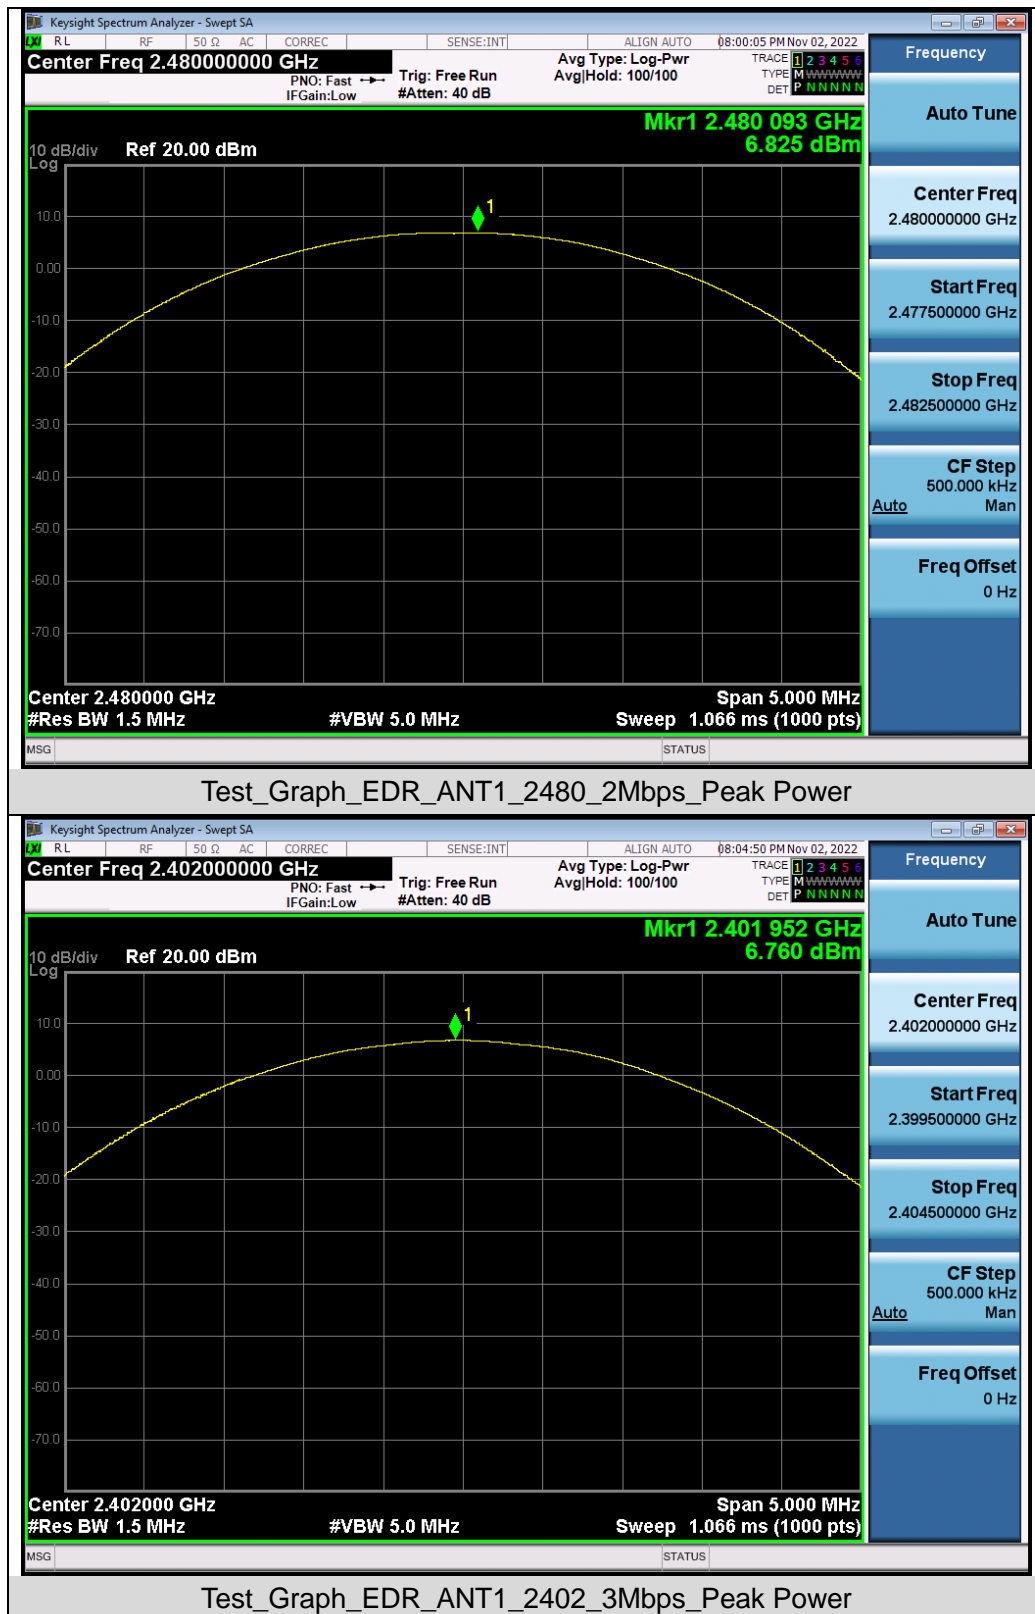 Keysight Spectrum Analyzer - Swept SA
LXI RL RF 50 Ω AC CORREC SENSE:INT ALIGN AUTO 08:00:05 PM Nov 02, 2022
Center Freq 2.480000000 GHz
PNO: Fast
IFGain:Low
Trig: Free Run
#Atten: 40 dB
Avg Type: Log-Pwr
Avg|Hold: 100/100
TRACE 1 2 3 4 5 6
TYPE M WWWWW
DET P N N N N N
Mkr1 2.480 093 GHz
6.825 dBm
10 dB/div Ref 20.00 dBm
Log
1
10.0
0.00
-10.0
-20.0
-30.0
-40.0
-50.0
-60.0
-70.0
Center 2.480000 GHz Span 5.000 MHz
#Res BW 1.5 MHz #VBW 5.0 MHz Sweep 1.066 ms (1000 pts)
MSG STATUS
Frequency
Auto Tune
Center Freq
2.480000000 GHz
Start Freq
2.477500000 GHz
Stop Freq
2.482500000 GHz
CF Step
500.000 kHz
Auto Man
Freq Offset
0 Hz
Test_Graph_EDR_ANT1_2480_2Mbps_Peak Power
Keysight Spectrum Analyzer - Swept SA
LXI RL RF 50 Ω AC CORREC SENSE:INT ALIGN AUTO 08:04:50 PM Nov 02, 2022
Center Freq 2.402000000 GHz
PNO: Fast
IFGain:Low
Trig: Free Run
#Atten: 40 dB
Avg Type: Log-Pwr
Avg|Hold: 100/100
TRACE 1 2 3 4 5 6
TYPE M WWWWW
DET P N N N N N
Mkr1 2.401 952 GHz
6.760 dBm
10 dB/div Ref 20.00 dBm
Log
1
10.0
0.00
-10.0
-20.0
-30.0
-40.0
-50.0
-60.0
-70.0
Center 2.402000 GHz Span 5.000 MHz
#Res BW 1.5 MHz #VBW 5.0 MHz Sweep 1.066 ms (1000 pts)
MSG STATUS
Frequency
Auto Tune
Center Freq
2.402000000 GHz
Start Freq
2.399500000 GHz
Stop Freq
2.404500000 GHz
CF Step
500.000 kHz
Auto Man
Freq Offset
0 Hz
Test_Graph_EDR_ANT1_2402_3Mbps_Peak Power